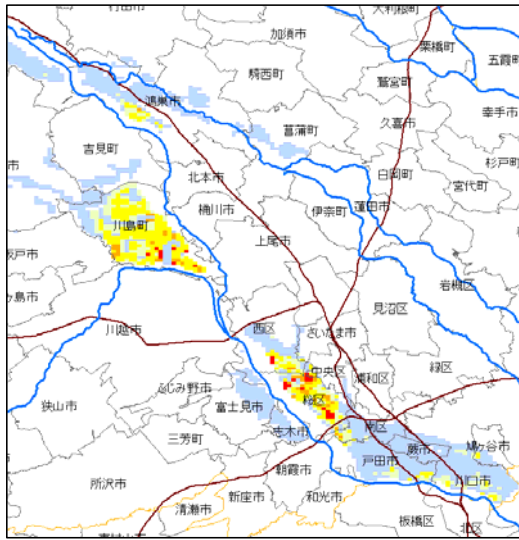 大利根町
行田市
加須市
栗橋町
五霞町
騎西町
鷲宮町
鴻巣市
幸手市
菖蒲町
久喜市
吉見町
杉戸町
北本市
白岡町
宮代町
桶川市
伊奈町
蓮田市
川島町
上尾市
坂戸市
岩槻区
ヶ島市
見沼区
川越市
西区
さいたま市
緑区
中央区
浦和区
ふじみ野市
桜区
狭山市
富士見市
志木市
南区
三芳町
蕨市
鳩ヶ谷市
戸田市
朝霞市
所沢市
川口市
新座市
和光市
清瀬市
板橋区
北区